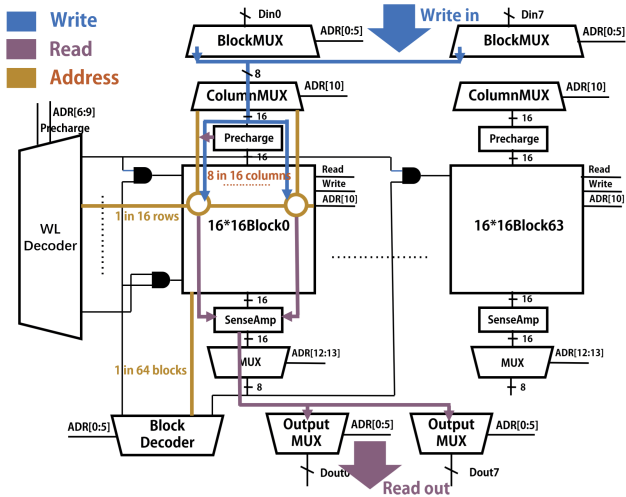 Write
Read
Address
Din0
Write in
Din7
BlockMUX
ADR[0:5]
BlockMUX
ADR[0:5]
8
ColumnMUX
ADR[10]
ColumnMUX
ADR[10]
ADR[6:9]
Precharge
16
16
Precharge
Precharge
16
16
8 in 16 columns
Read
Write
ADR[10]
Read
Write
ADR[10]
WL
Decoder
1 in 16 rows
16*16Block0
16*16Block63
16
16
SenseAmp
SenseAmp
16
16
MUX
ADR[12:13]
MUX
ADR[12:13]
1 in 64 blocks
8
8
ADR[0:5]
Block
Decoder
Output
MUX
ADR[0:5]
Output
MUX
ADR[0:5]
Dout0
Dout7
Read out